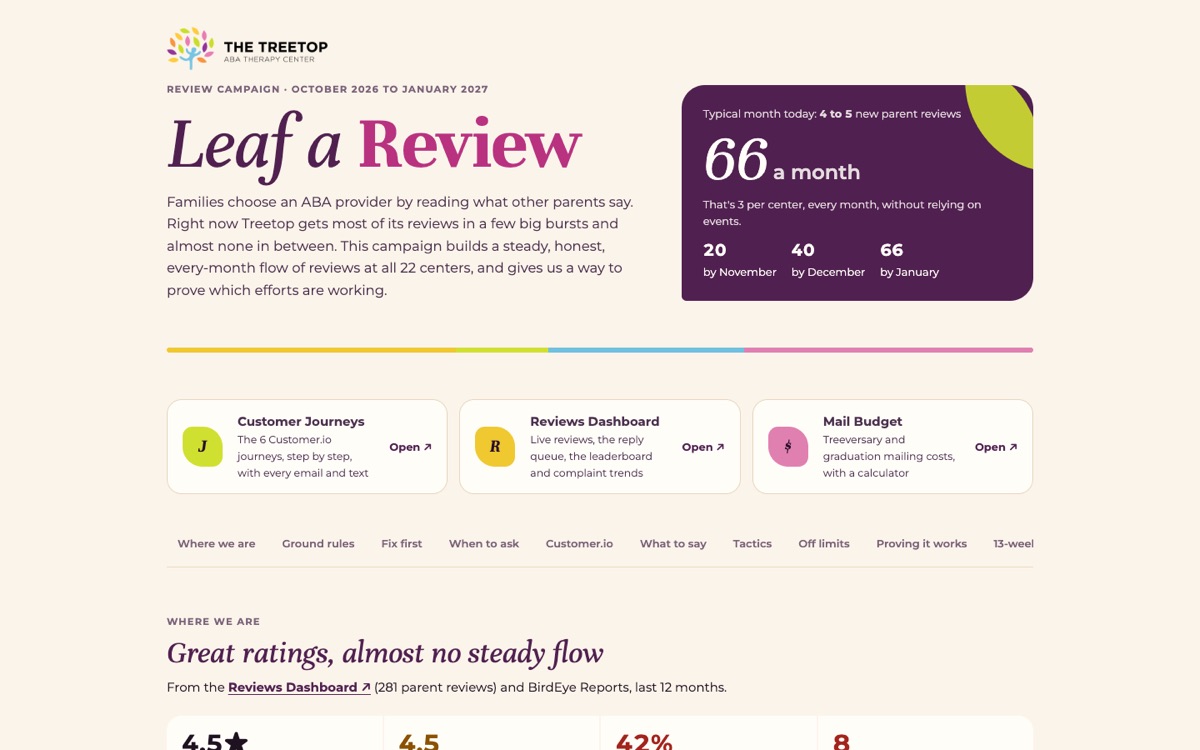 THE TREETOP
ABA THERAPY CENTER
REVIEW CAMPAIGN · OCTOBER 2026 TO JANUARY 2027
Leaf a Review
Families choose an ABA provider by reading what other parents say.
Right now Treetop gets most of its reviews in a few big bursts and
almost none in between. This campaign builds a steady, honest,
every-month flow of reviews at all 22 centers, and gives us a way to
prove which efforts are working.
Typical month today: 4 to 5 new parent reviews
66 a month
That's 3 per center, every month, without relying on
events.
20 40 66
by November by December by January
J
Customer Journeys
The 6 Customer.io
journeys, step by step,
with every email and text
Open ↗
R
Reviews Dashboard
Live reviews, the reply
queue, the leaderboard
and complaint trends
Open ↗
$
Mail Budget
Treeversary and
graduation mailing costs,
with a calculator
Open ↗
Where we are Ground rules Fix first When to ask Customer.io What to say Tactics Off limits Proving it works 13-weel
WHERE WE ARE
Great ratings, almost no steady flow
From the Reviews Dashboard ↗ (281 parent reviews) and BirdEye Reports, last 12 months.
4.5★ 4.5 42% 8